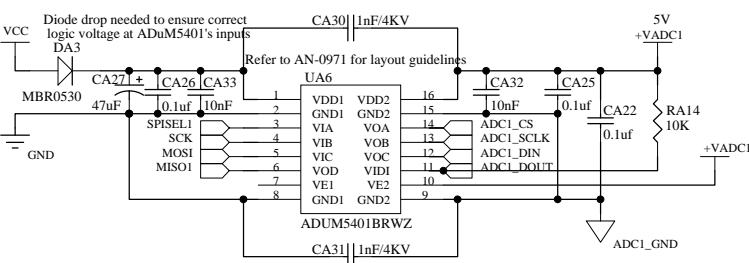 Diode drop needed to ensure correct
logic voltage at ADuM5401's inputs
CA30
1nF/4KV
5V
+VADC1
VCC
DA3
Refer to AN-0971 for layout guidelines
CA27
+
CA26
CA33
UA6
CA32
CA25
CA22
RA14
MBR0530
47uF
0.1uf
10nF
10nF
0.1uf
0.1uf
10K
GND
1 VDD1 VDD2 16
2 GND1 GND2 15
SPISEL1 3 VIA VOA 14 ADC1_CS
SCK 4 VIB VOB 13 ADC1_SCLK
MOSI 5 VIC VOC 12 ADC1_DIN
MISO1 6 VOD VIDI 11 ADC1_DOUT
7 VE1 VE2 10 +VADC1
8 GND1 GND2 9
ADUM5401BRWZ
ADC1_GND
CA31
1nF/4KV